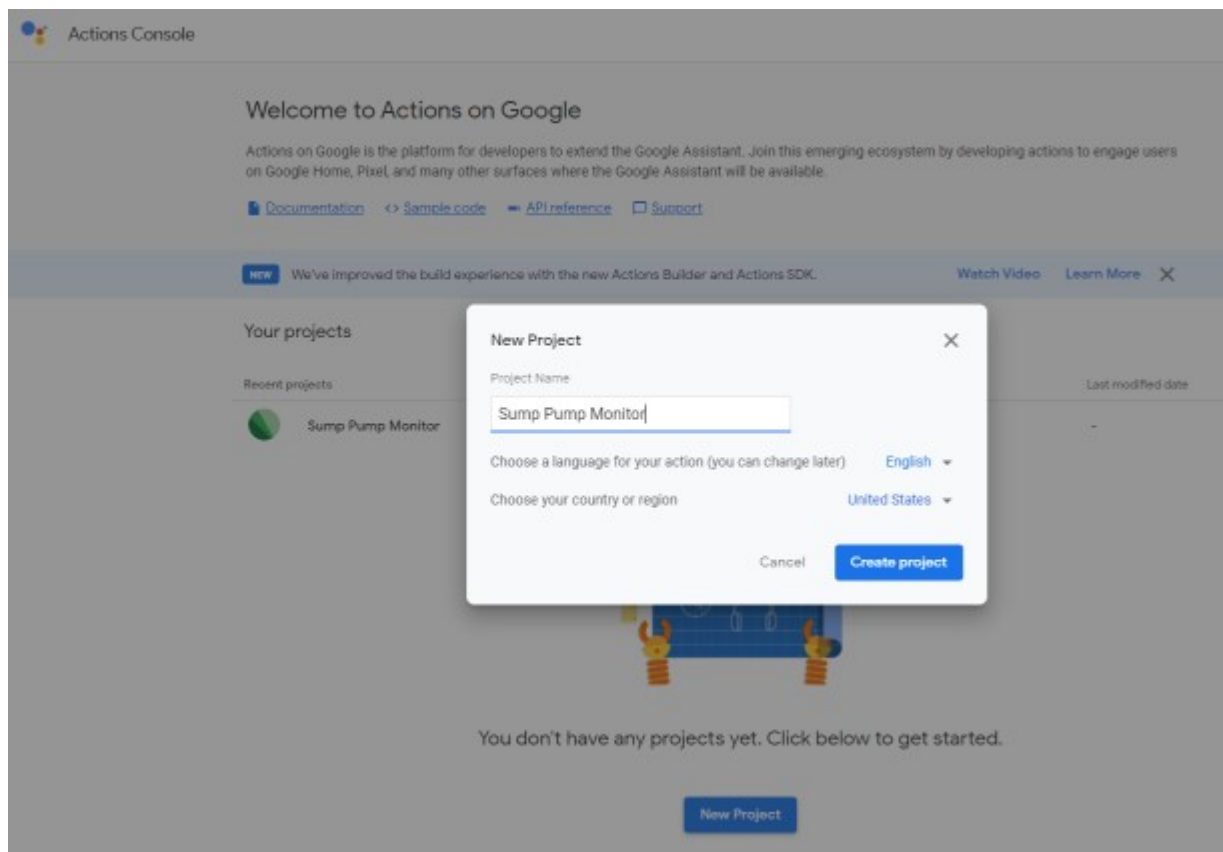 Actions Console
Welcome to Actions on Google
Actions on Google is the platform for developers to extend the Google Assistant. Join this emerging ecosystem by developing actions to engage users
on Google Home, Pixel, and many other surfaces where the Google Assistant will be available.
Documentation <> Sample code API reference Support
NEW We've improved the build experience with the new Actions Builder and Actions SDK. Watch Video Learn More
Your projects
Recent projects Last modified date
Sump Pump Monitor -
New Project
Project Name
Sump Pump Monitor
Choose a language for your action (you can change later) English
Choose your country or region United States
Cancel Create project
You don't have any projects yet. Click below to get started.
New Project